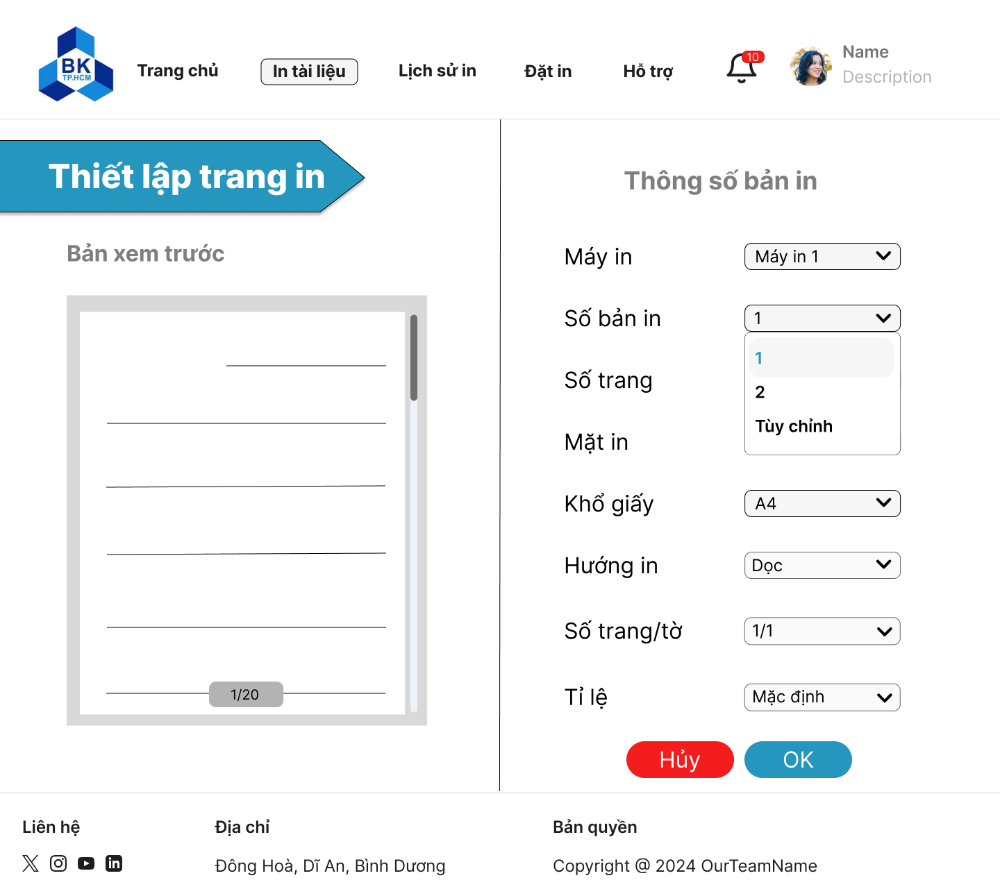 BK
TP.HCM
Trang chủ
In tài liệu
Lịch sử in
Đặt in
Hỗ trợ
10
Name
Description
Thiết lập trang in
Bản xem trước
1/20
Thông số bản in
Máy in
Máy in 1
Số bản in
1
1
2
Tùy chỉnh
Số trang
Mặt in
Khổ giấy
A4
Hướng in
Dọc
Số trang/tờ
1/1
Tỉ lệ
Mặc định
Hủy
OK
Liên hệ
Địa chỉ
Đông Hoà, Dĩ An, Bình Dương
Bản quyền
Copyright @ 2024 OurTeamName